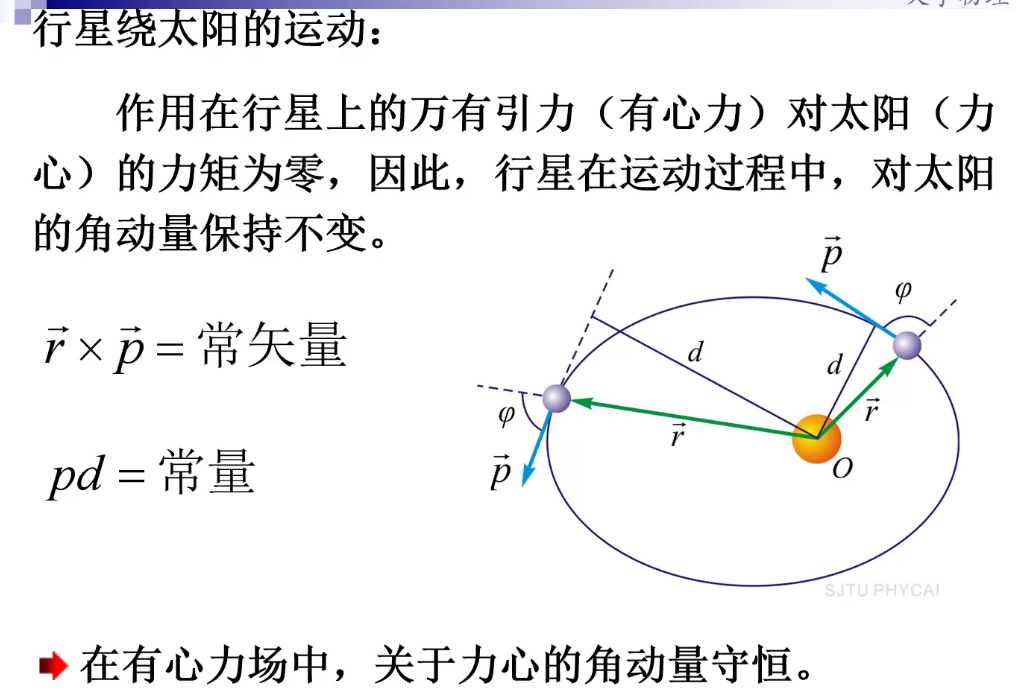 行星绕太阳的运动：
作用在行星上的万有引力（有心力）对太阳（力
心）的力矩为零，因此，行星在运动过程中，对太阳
的角动量保持不变。
p⃗
φ
r⃗ × p⃗ = 常矢量
d
d
φ
r⃗
r⃗
p⃗
O
pd = 常量
SJTU PHYCAI
在有心力场中，关于力心的角动量守恒。